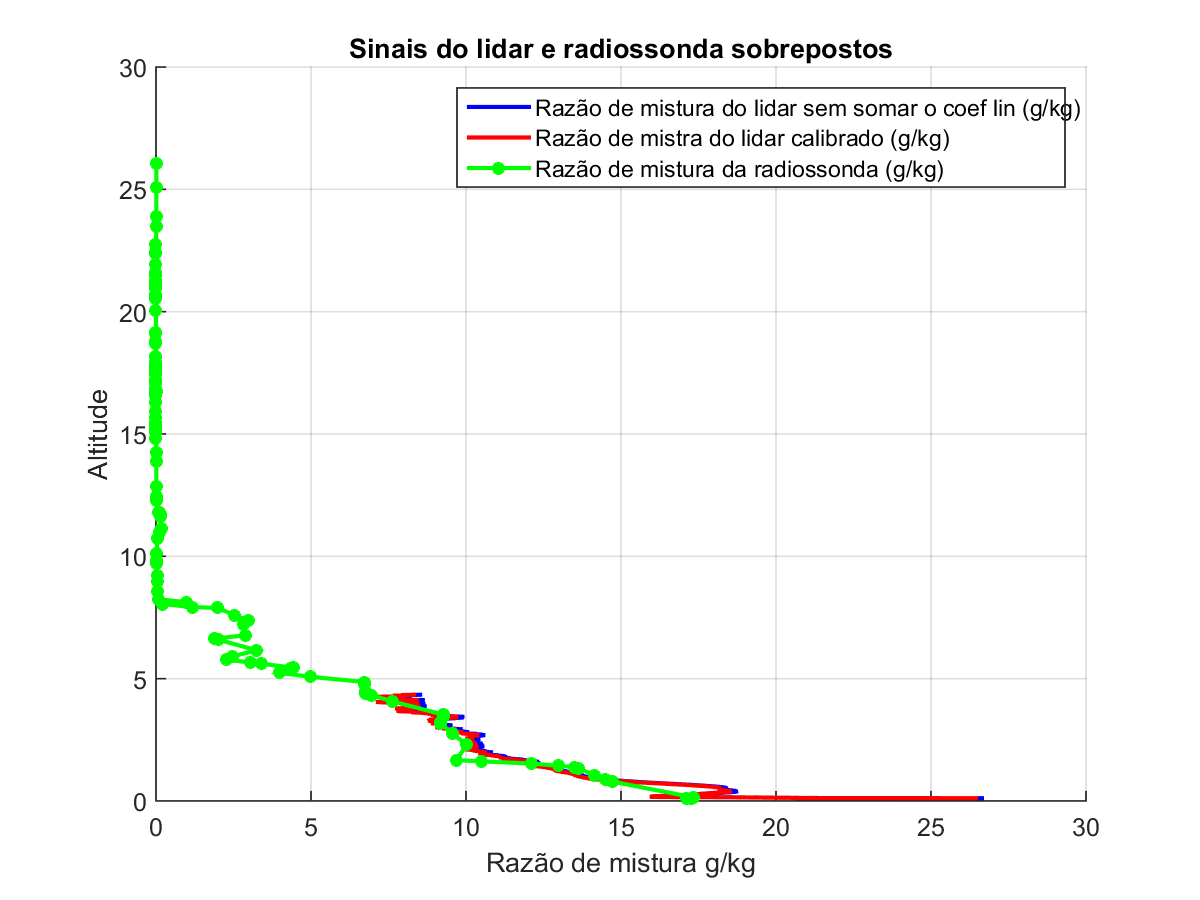 Sinais do lidar e radiossonda sobrepostos
30
25
20
15
10
5
0
Altitude
Razão de mistura do lidar sem somar o coef lin (g/kg)
Razão de mistra do lidar calibrado (g/kg)
Razão de mistura da radiossonda (g/kg)
0 5 10 15 20 25 30
Razão de mistura g/kg